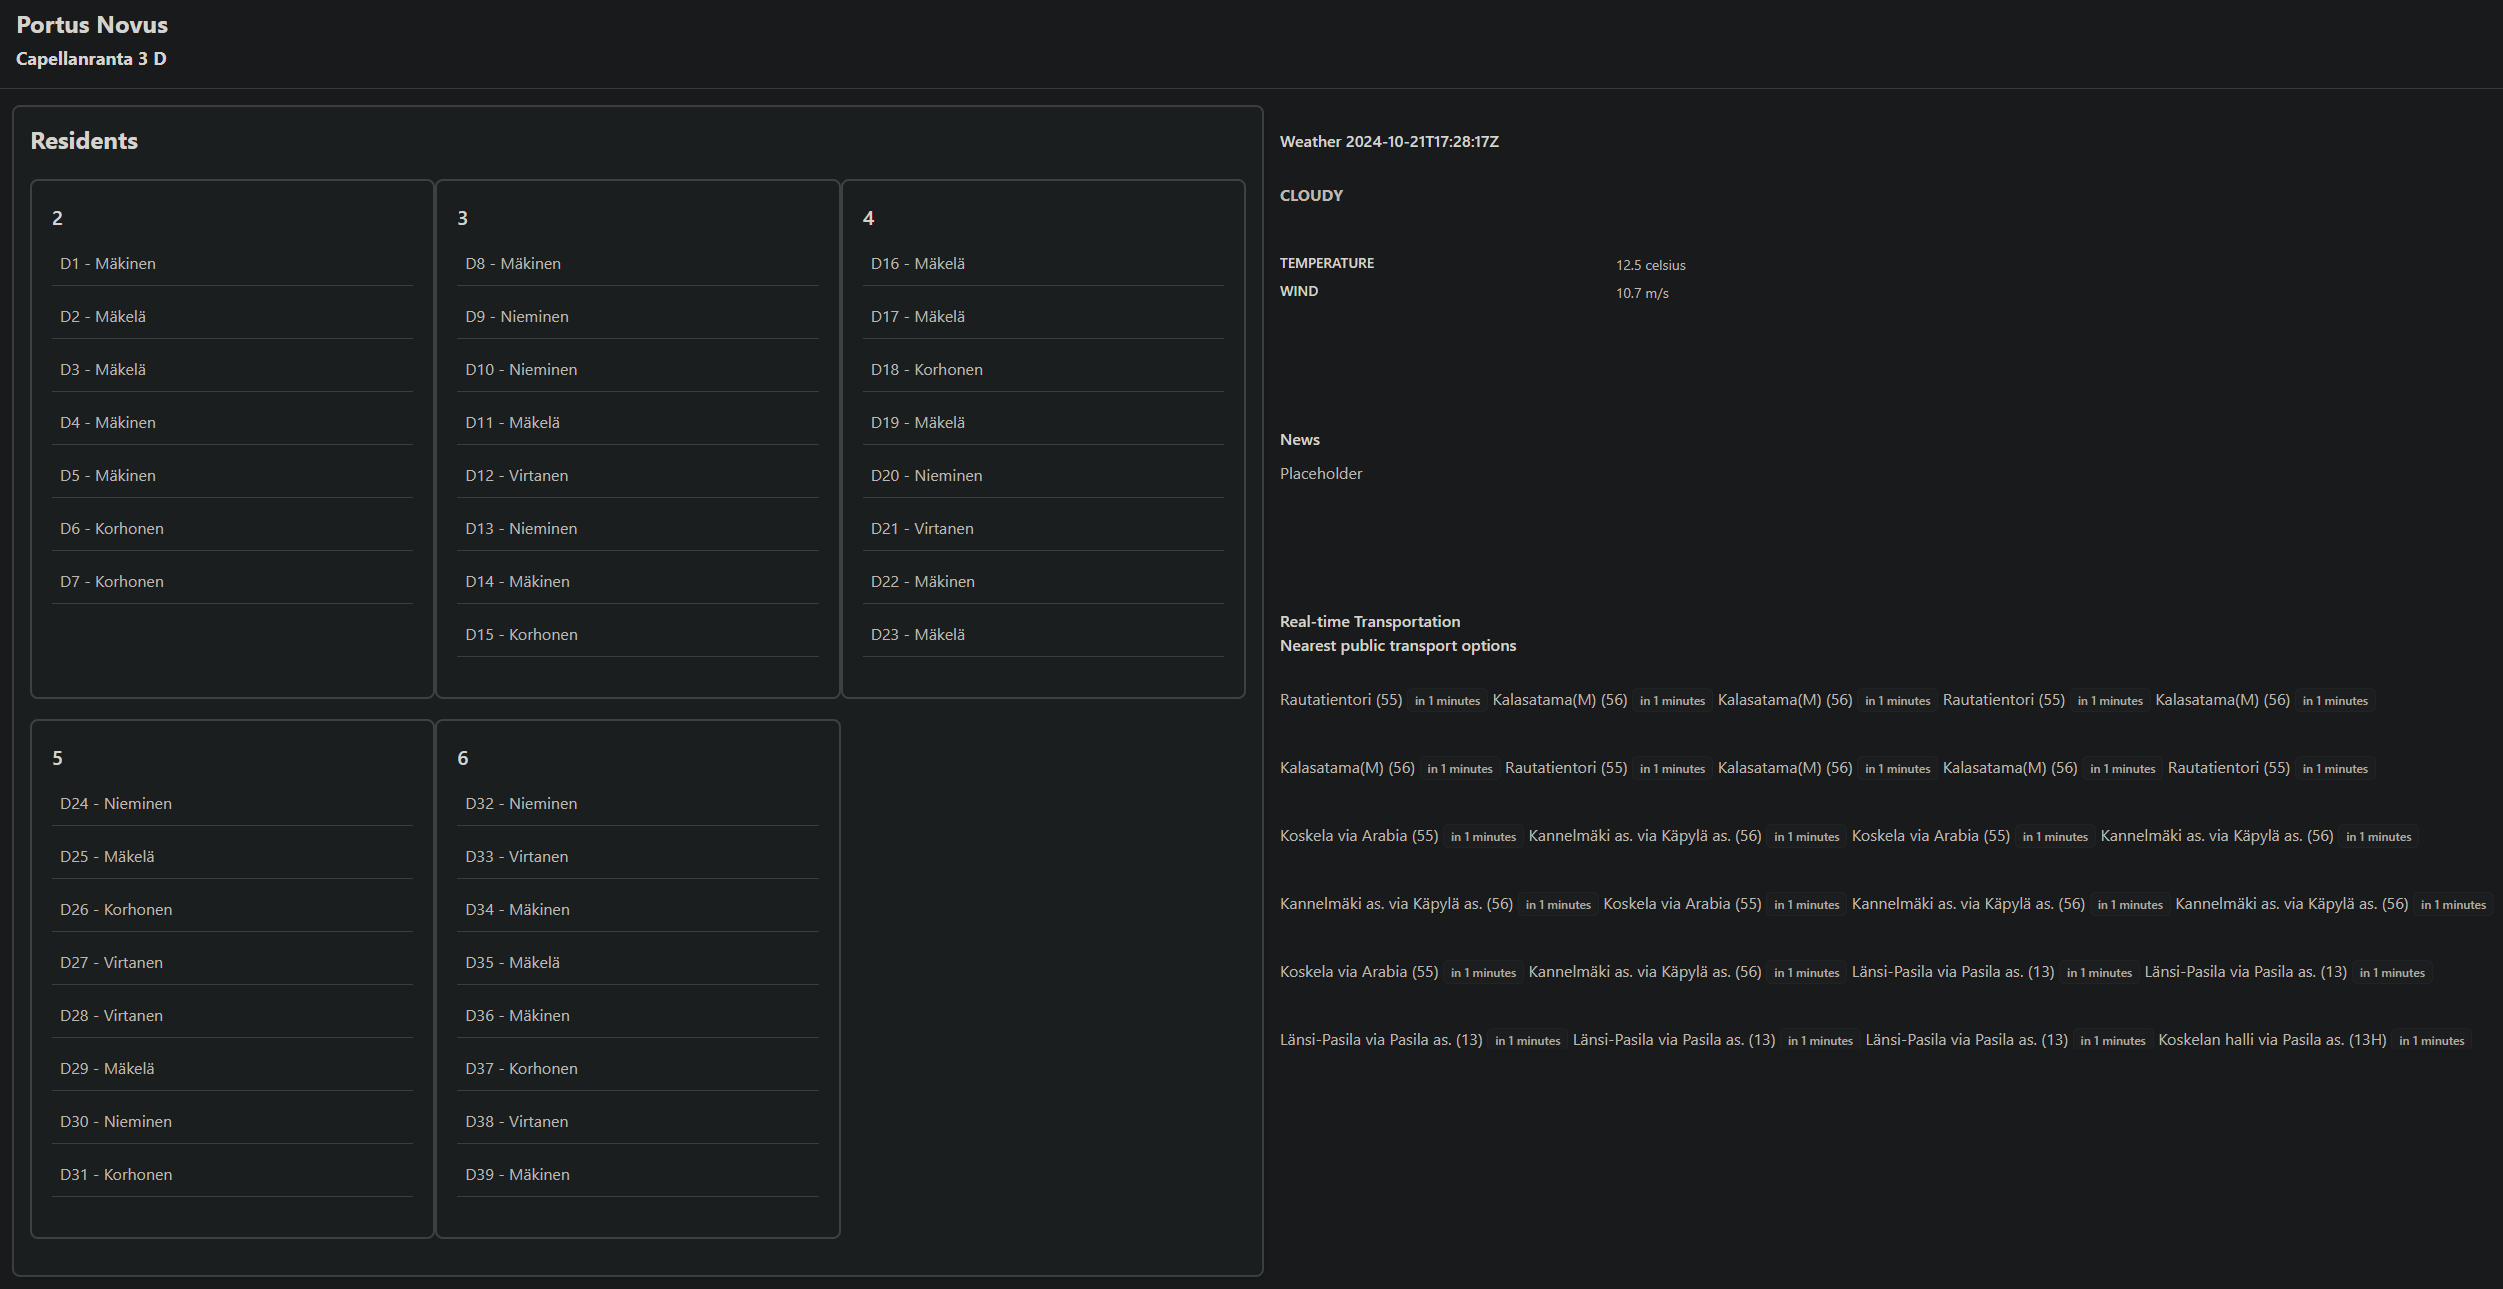 Portus Novus
Capellanranta 3 D
Residents
2
D1 - Mäkinen
D2 - Mäkelä
D3 - Mäkelä
D4 - Mäkinen
D5 - Mäkinen
D6 - Korhonen
D7 - Korhonen
3
D8 - Mäkinen
D9 - Nieminen
D10 - Nieminen
D11 - Mäkelä
D12 - Virtanen
D13 - Nieminen
D14 - Mäkinen
D15 - Korhonen
4
D16 - Mäkelä
D17 - Mäkelä
D18 - Korhonen
D19 - Mäkelä
D20 - Nieminen
D21 - Virtanen
D22 - Mäkinen
D23 - Mäkelä
5
D24 - Nieminen
D25 - Mäkelä
D26 - Korhonen
D27 - Virtanen
D28 - Virtanen
D29 - Mäkelä
D30 - Nieminen
D31 - Korhonen
6
D32 - Nieminen
D33 - Virtanen
D34 - Mäkinen
D35 - Mäkelä
D36 - Mäkinen
D37 - Korhonen
D38 - Virtanen
D39 - Mäkinen
Weather 2024-10-21T17:28:17Z
CLOUDY
TEMPERATURE 12.5 celsius
WIND 10.7 m/s
News
Placeholder
Real-time Transportation
Nearest public transport options
Rautatientori (55) in 1 minutes Kalasatama(M) (56) in 1 minutes Kalasatama(M) (56) in 1 minutes Rautatientori (55) in 1 minutes Kalasatama(M) (56) in 1 minutes
Kalasatama(M) (56) in 1 minutes Rautatientori (55) in 1 minutes Kalasatama(M) (56) in 1 minutes Kalasatama(M) (56) in 1 minutes Rautatientori (55) in 1 minutes
Koskela via Arabia (55) in 1 minutes Kannelmäki as. via Käpylä as. (56) in 1 minutes Koskela via Arabia (55) in 1 minutes Kannelmäki as. via Käpylä as. (56) in 1 minutes
Kannelmäki as. via Käpylä as. (56) in 1 minutes Koskela via Arabia (55) in 1 minutes Kannelmäki as. via Käpylä as. (56) in 1 minutes Kannelmäki as. via Käpylä as. (56) in 1 minutes
Koskela via Arabia (55) in 1 minutes Kannelmäki as. via Käpylä as. (56) in 1 minutes Länsi-Pasila via Pasila as. (13) in 1 minutes Länsi-Pasila via Pasila as. (13) in 1 minutes
Länsi-Pasila via Pasila as. (13) in 1 minutes Länsi-Pasila via Pasila as. (13) in 1 minutes Länsi-Pasila via Pasila as. (13) in 1 minutes Koskelan halli via Pasila as. (13H) in 1 minutes